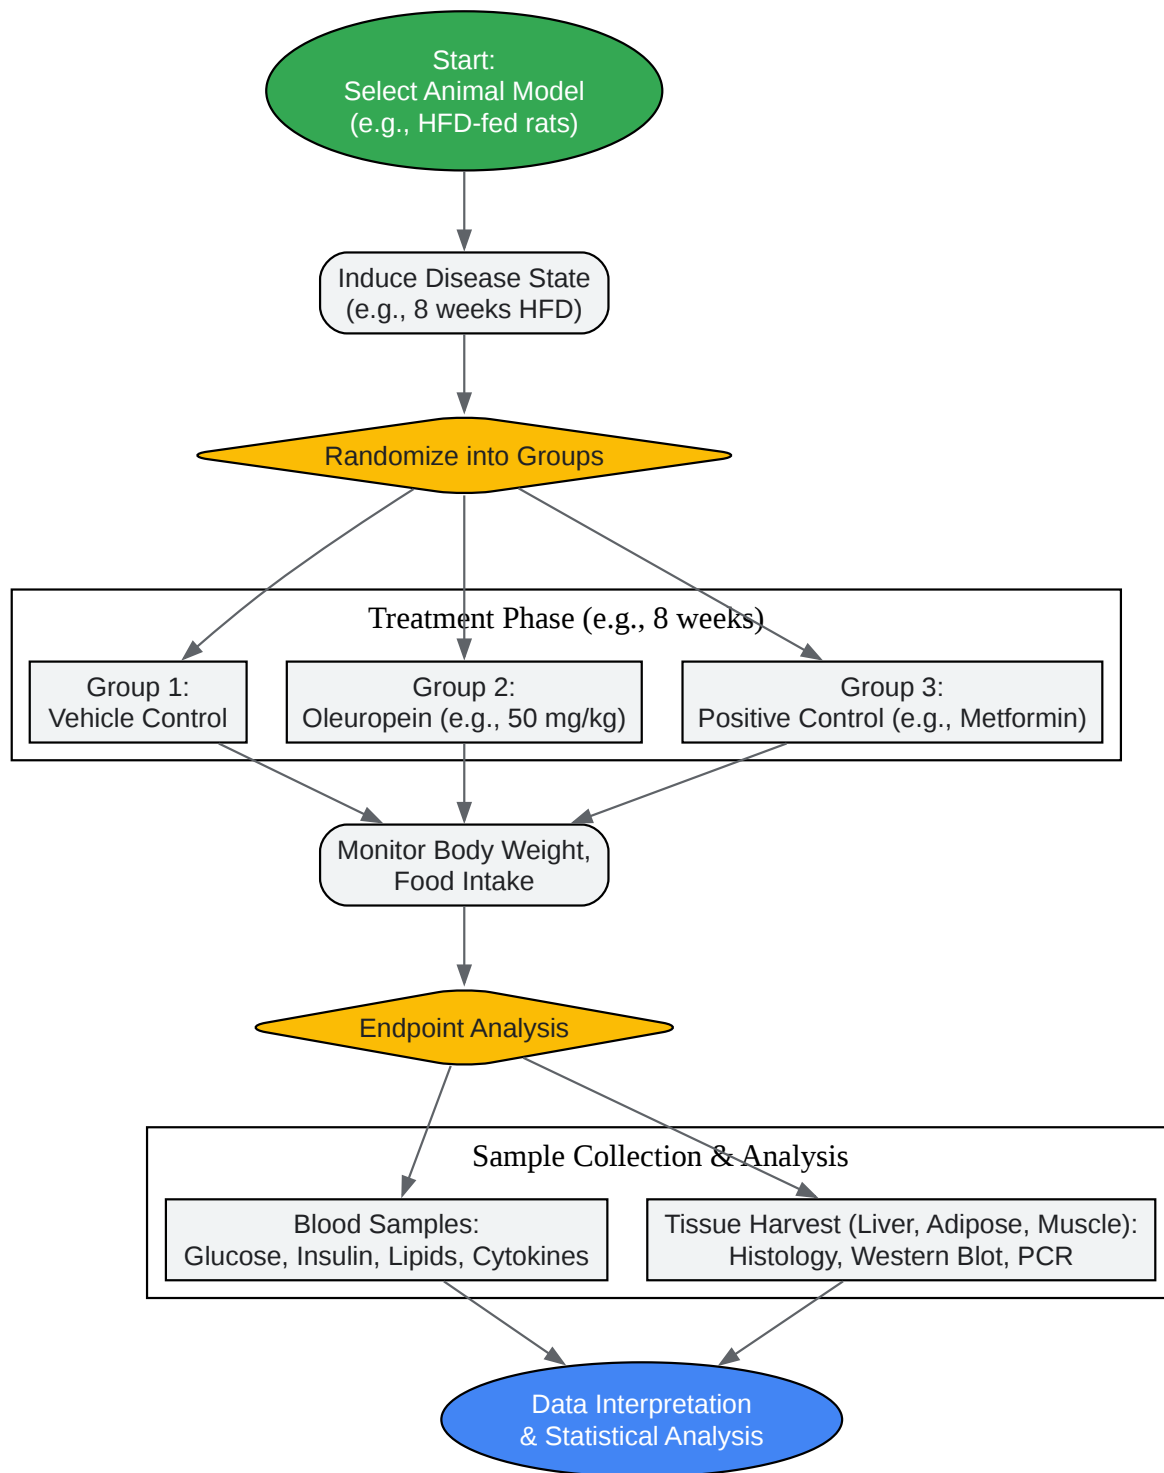 Start:
Select Animal Model
(e.g., HFD-fed rats)
Induce Disease State
(e.g., 8 weeks HFD)
Randomize into Groups
Treatment Phase (e.g., 8 weeks)
Group 1:
Vehicle Control
Group 2:
Oleuropein (e.g., 50 mg/kg)
Group 3:
Positive Control (e.g., Metformin)
Monitor Body Weight,
Food Intake
Endpoint Analysis
Sample Collection & Analysis
Blood Samples:
Glucose, Insulin, Lipids, Cytokines
Tissue Harvest (Liver, Adipose, Muscle):
Histology, Western Blot, PCR
Data Interpretation
& Statistical Analysis